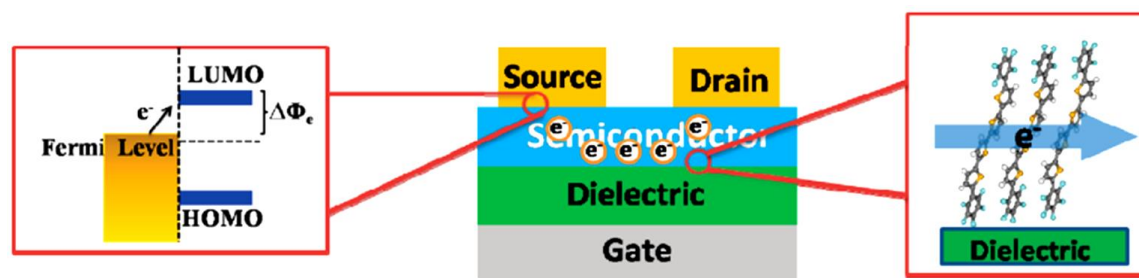 LUMO
e-
ΔΦe
Fermi Level
HOMO
Source
Drain
e-
e-
Semiconductor
e- e- e-
Dielectric
Gate
e-
Dielectric